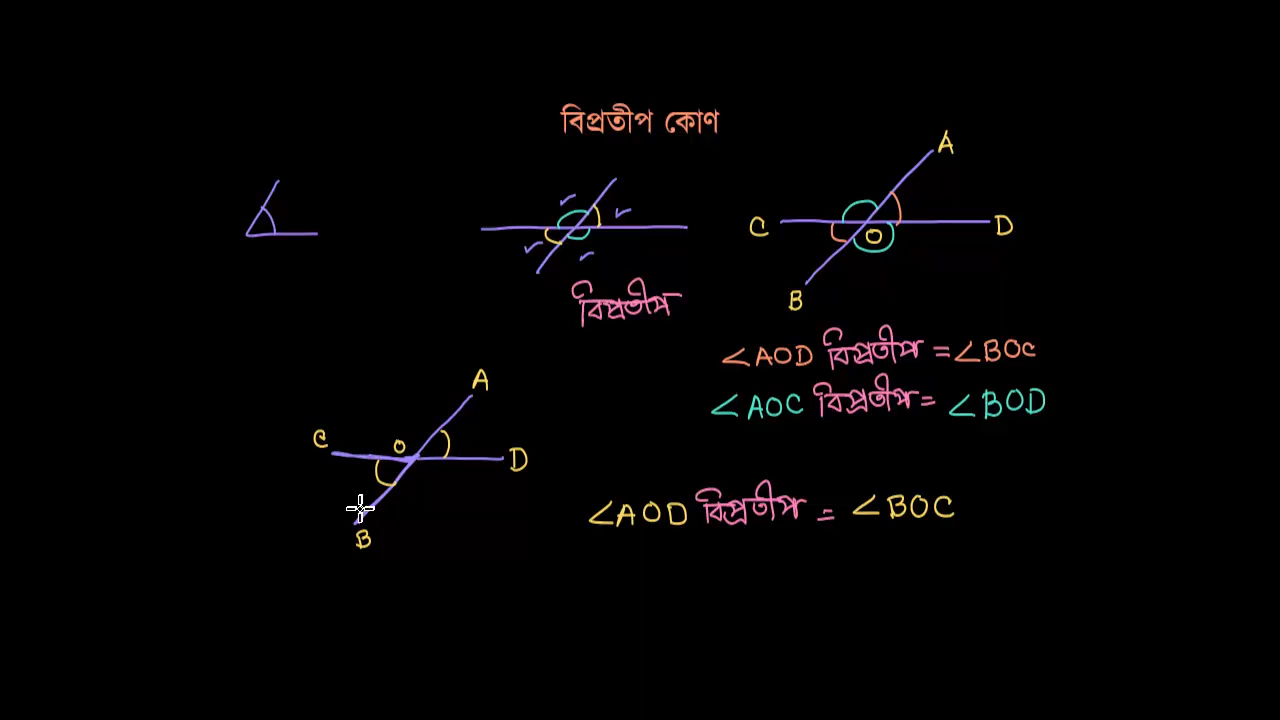 বিপ্রতীপ কোণ
A
C
O
D
B
বিপ্রতীপ
∠AOD বিপ্রতীপ = ∠BOC
∠AOC বিপ্রতীপ = ∠BOD
A
C
O
D
B
∠AOD বিপ্রতীপ = ∠BOC